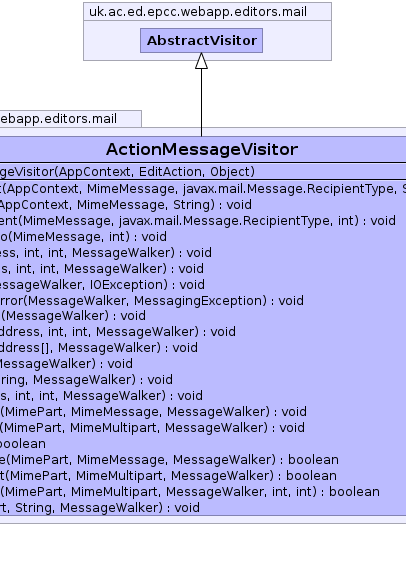 uk.ac.ed.epcc.webapp.editors.mail
AbstractVisitor
ebapp.editors.mail
ActionMessageVisitor
geVisitor(AppContext, EditAction, Object)
t(AppContext, MimeMessage, javax.mail.Message.RecipientType, S
AppContext, MimeMessage, String) : void
ent(MimeMessage, javax.mail.Message.RecipientType, int) : void
o(MimeMessage, int) : void
ess, int, int, MessageWalker) : void
s, int, int, MessageWalker) : void
essageWalker, IOException) : void
rror(MessageWalker, MessagingException) : void
(MessageWalker) : void
ddress, int, int, MessageWalker) : void
ddress[], MessageWalker) : void
MessageWalker) : void
ring, MessageWalker) : void
s, int, int, MessageWalker) : void
(MimePart, MimeMessage, MessageWalker) : void
(MimePart, MimeMultipart, MessageWalker) : void
boolean
e(MimePart, MimeMessage, MessageWalker) : boolean
t(MimePart, MimeMultipart, MessageWalker) : boolean
(MimePart, MimeMultipart, MessageWalker, int, int) : boolean
rt, String, MessageWalker) : void